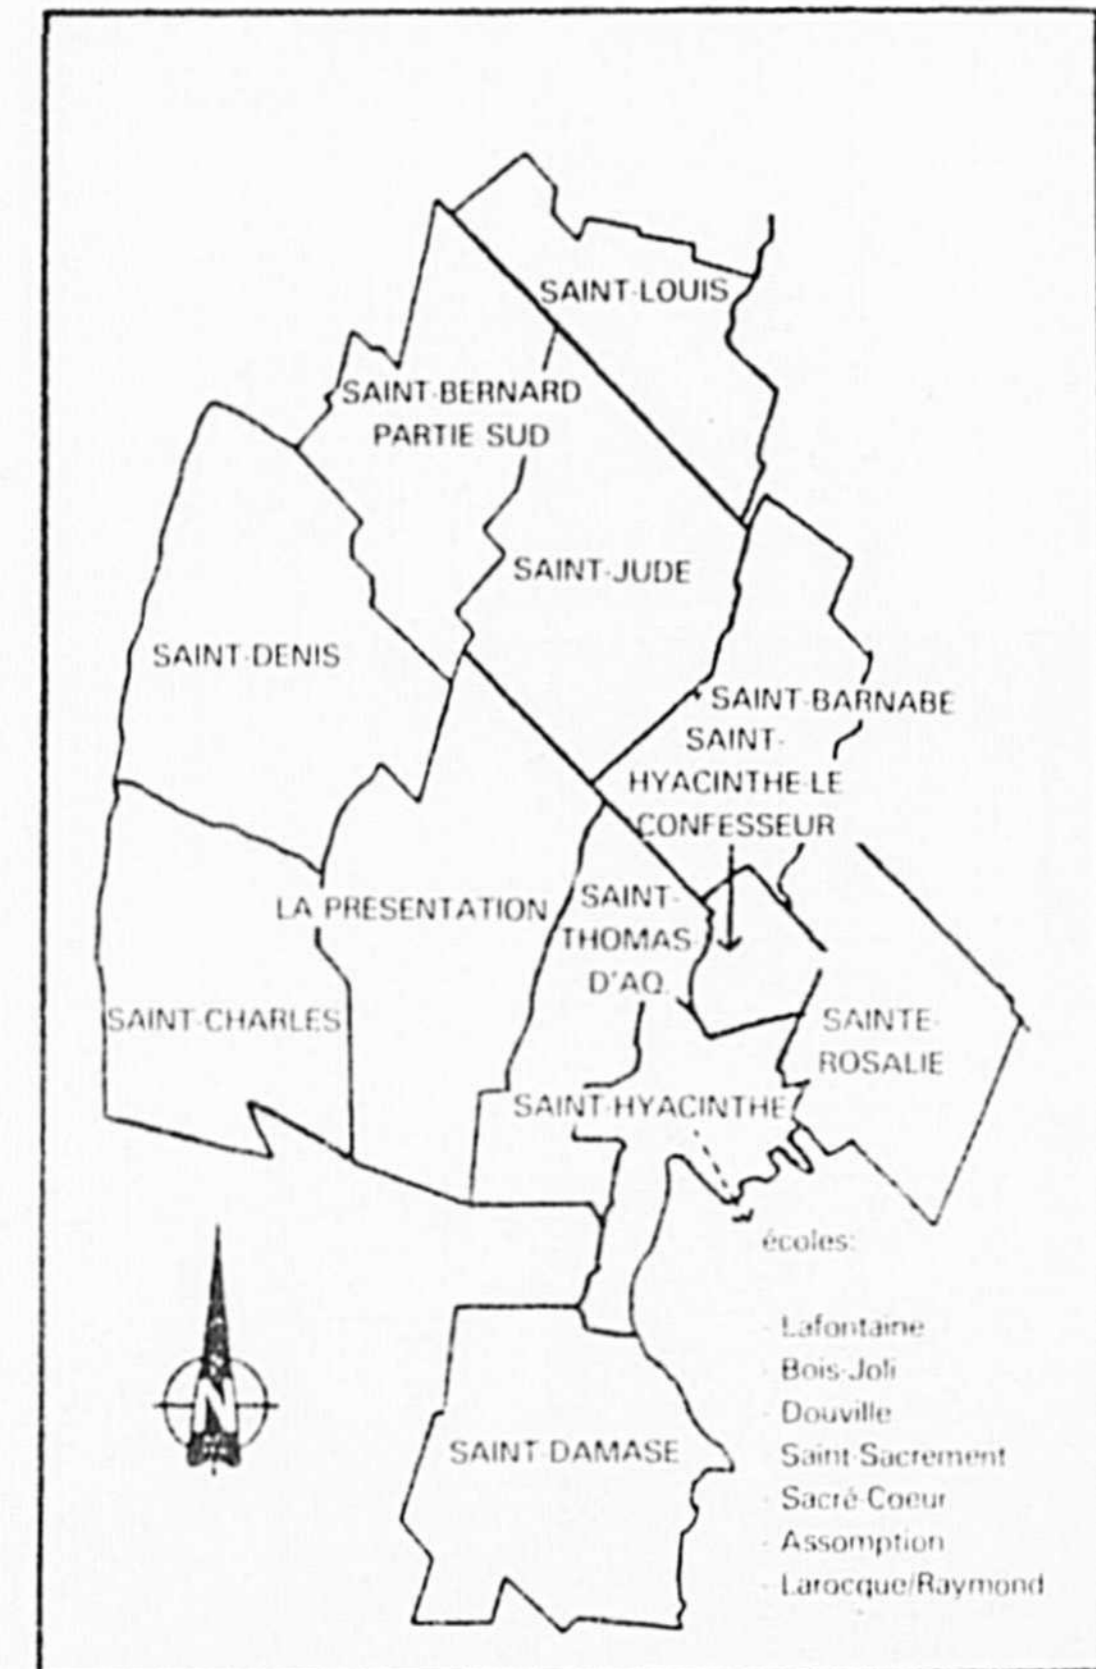 SAINT-LOUIS
SAINT-BERNARD
PARTIE SUD
SAINT-JUDE
SAINT-DENIS
SAINT-BARNABE
SAINT-
HYACINTHE-LE
CONFESSEUR
LA PRESENTATION
SAINT-
THOMAS
D'AQ.
SAINT-CHARLES
SAINTE-
ROSALIE
SAINT-HYACINTHE
écoles:
- Lafontaine
- Bois-Joli
- Douville
- Saint-Sacrement
- Sacré-Coeur
- Assomption
- Larocque/Raymond
N
SAINT-DAMASE